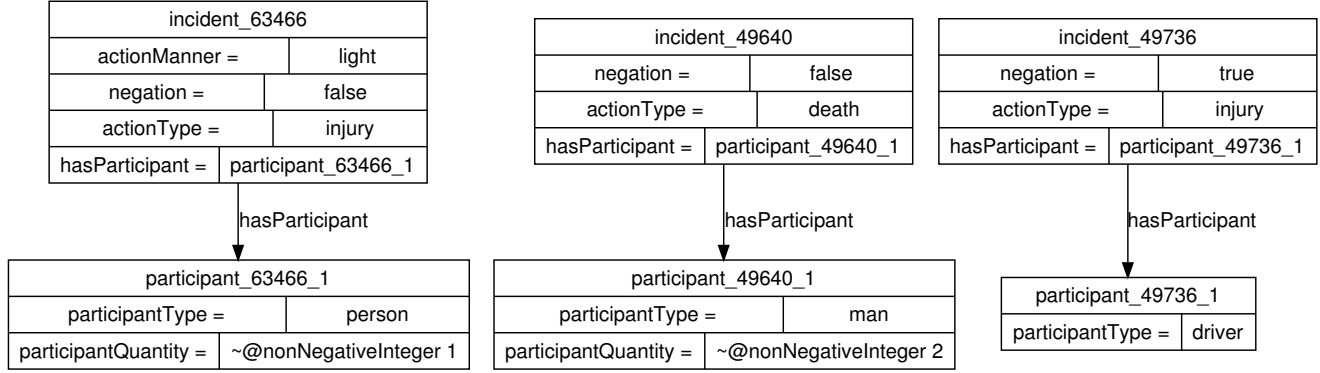 incident_63466
actionManner = light
negation = false
actionType = injury
hasParticipant = participant_63466_1
hasParticipant
participant_63466_1
participantType = person
participantQuantity = ~@nonNegativeInteger 1
incident_49640
negation = false
actionType = death
hasParticipant = participant_49640_1
hasParticipant
participant_49640_1
participantType = man
participantQuantity = ~@nonNegativeInteger 2
incident_49736
negation = true
actionType = injury
hasParticipant = participant_49736_1
hasParticipant
participant_49736_1
participantType = driver